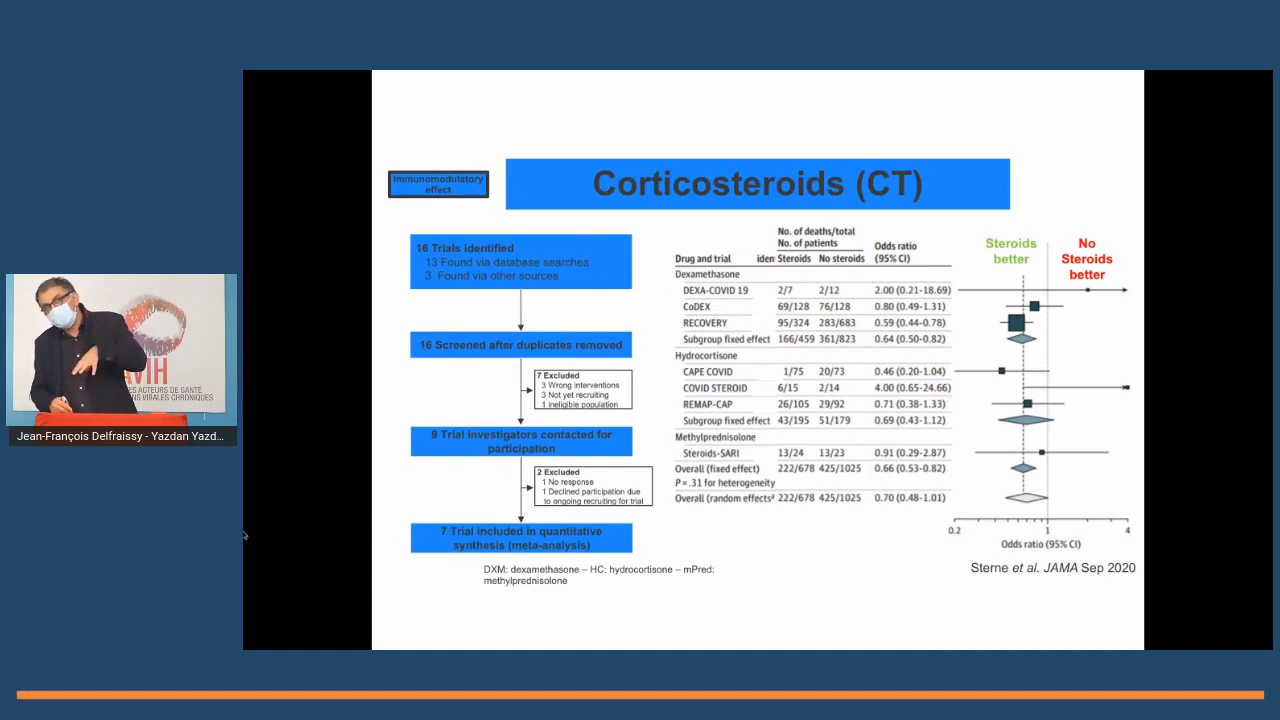 Immunomodulatory
effect
Corticosteroids (CT)
16 Trials identified
13 Found via database searches
3 Found via other sources
16 Screened after duplicates removed
7 Excluded
3 Wrong interventions
3 Not yet recruiting
1 ineligible population
9 Trial investigators contacted for
participation
2 Excluded
1 No response
1 Declined participation due
to ongoing recruiting for trial
7 Trial included in quantitative
synthesis (meta-analysis)
DXM: dexamethasone – HC: hydrocortisone – mPred:
methylprednisolone
No. of deaths/total
No. of patients
Odds ratio
(95% CI)
Drug and trial iden Steroids No steroids
Steroids
better
No
Steroids
better
Dexamethasone
DEXA-COVID 19 2/7 2/12 2.00 (0.21-18.69)
CoDEX 69/128 76/128 0.80 (0.49-1.31)
RECOVERY 95/324 283/683 0.59 (0.44-0.78)
Subgroup fixed effect 166/459 361/823 0.64 (0.50-0.82)
Hydrocortisone
CAPE COVID 1/75 20/73 0.46 (0.20-1.04)
COVID STEROID 6/15 2/14 4.00 (0.65-24.66)
REMAP-CAP 26/105 29/92 0.71 (0.38-1.33)
Subgroup fixed effect 43/195 51/179 0.69 (0.43-1.12)
Methylprednisolone
Steroids-SARI 13/24 13/23 0.91 (0.29-2.87)
Overall (fixed effect) 222/678 425/1025 0.66 (0.53-0.82)
P = .31 for heterogeneity
Overall (random effectsª 222/678 425/1025 0.70 (0.48-1.01)
0.2 1 4
Odds ratio (95% CI)
Sterne et al. JAMA Sep 2020
AVIH
ES ACTEURS DE SANTÉ
NS VIRALES CHRONIQUES
Jean-François Delfraissy - Yazdan Yazd...